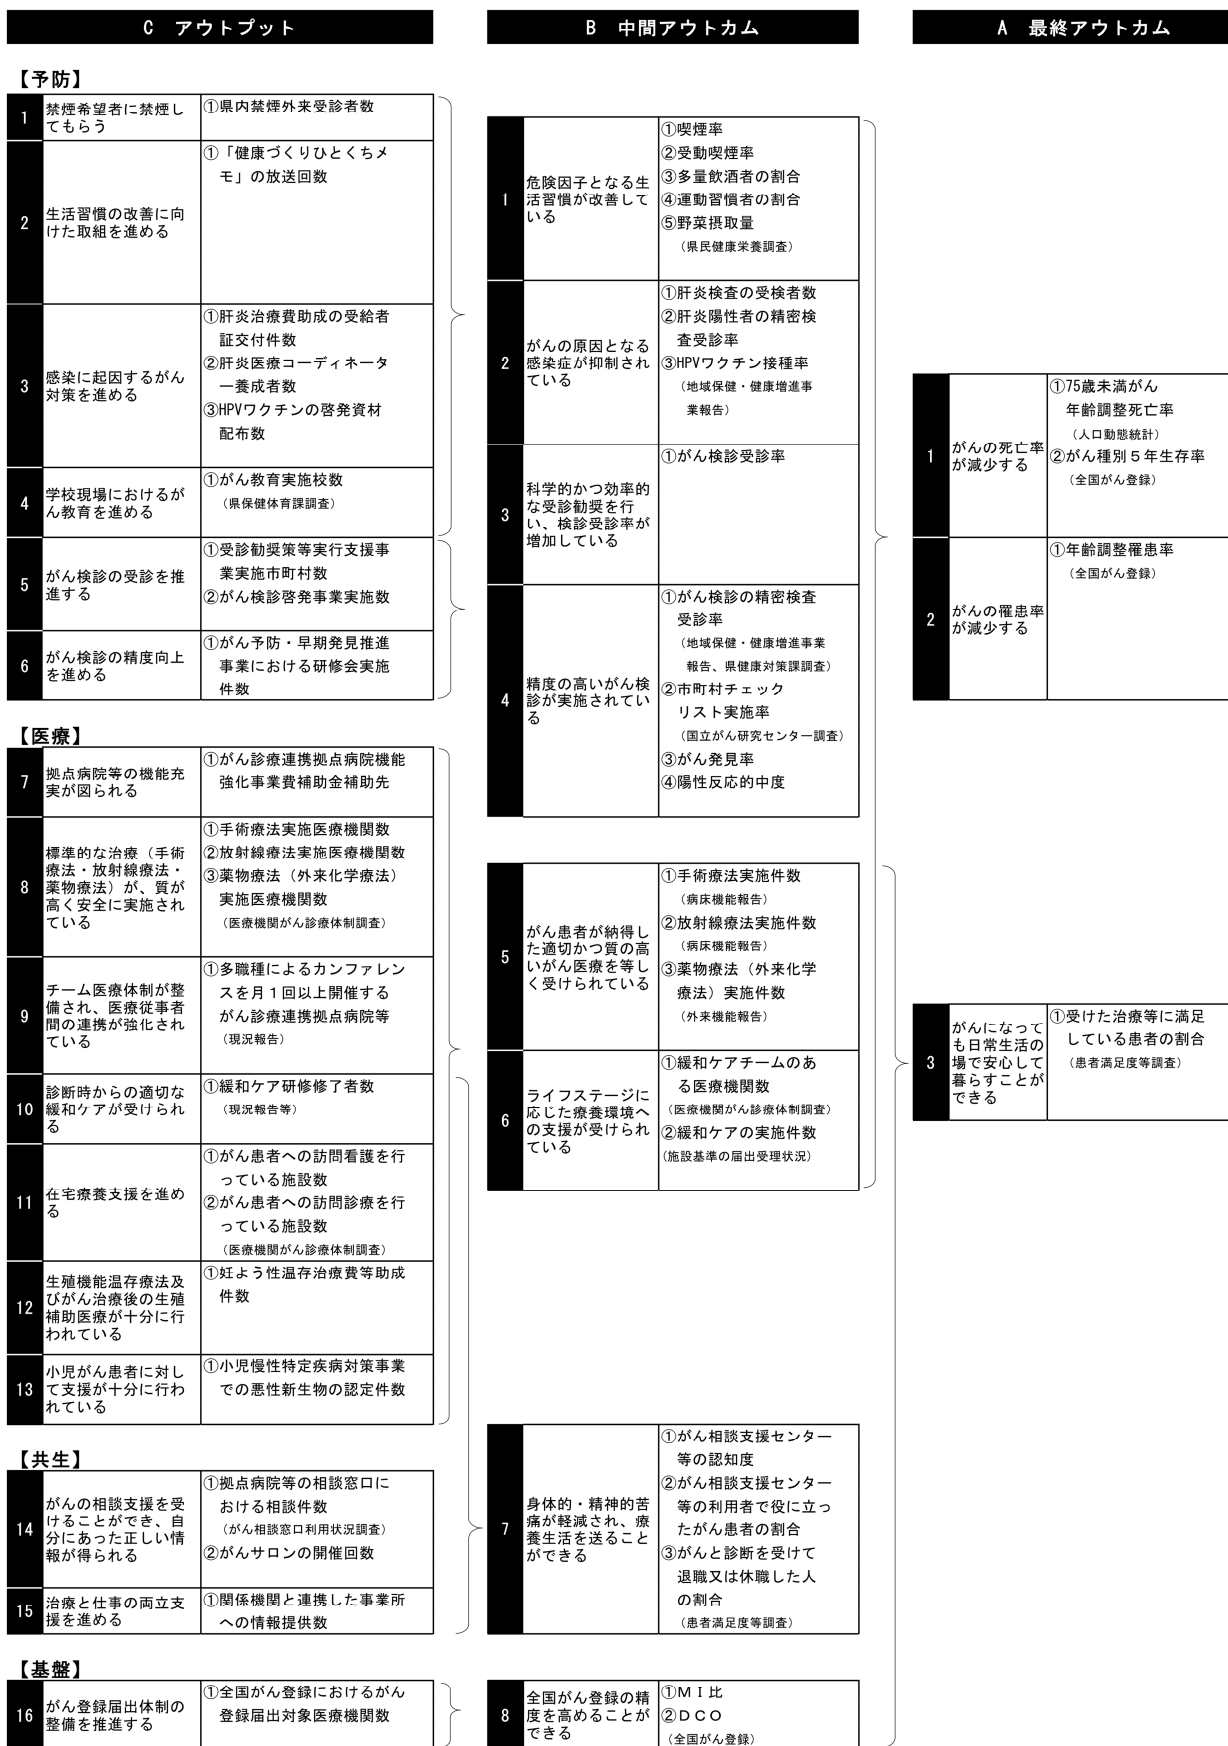 C アウトプット
B 中間アウトカム
A 最終アウトカム
【予防】
1
禁煙希望者に禁煙し
てもらう
①県内禁煙外来受診者数
2
生活習慣の改善に向
けた取組を進める
①「健康づくりひとくちメ
モ」の放送回数
3
感染に起因するがん
対策を進める
①肝炎治療費助成の受給者
証交付件数
②肝炎医療コーディネータ
ー養成者数
③HPVワクチンの啓発資材
配布数
4
学校現場におけるが
ん教育を進める
①がん教育実施校数
（県保健体育課調査）
5
がん検診の受診を推
進する
①受診勧奨策等実行支援事
業実施市町村数
②がん検診啓発事業実施数
6
がん検診の精度向上
を進める
①がん予防・早期発見推進
事業における研修会実施
件数
【医療】
7
拠点病院等の機能充
実が図られる
①がん診療連携拠点病院機能
強化事業費補助金補助先
8
標準的な治療（手術
療法・放射線療法・
薬物療法）が、質が
高く安全に実施され
ている
①手術療法実施医療機関数
②放射線療法実施医療機関数
③薬物療法（外来化学療法）
実施医療機関数
（医療機関がん診療体制調査）
9
チーム医療体制が整
備され、医療従事者
間の連携が強化され
ている
①多職種によるカンファレン
スを月１回以上開催する
がん診療連携拠点病院等
（現況報告）
10
診断時からの適切な
緩和ケアが受けられ
る
①緩和ケア研修修了者数
（現況報告等）
11
在宅療養支援を進め
る
①がん患者への訪問看護を行
っている施設数
②がん患者への訪問診療を行
っている施設数
（医療機関がん診療体制調査）
12
生殖機能温存療法及
びがん治療後の生殖
補助医療が十分に行
われている
①妊よう性温存治療費等助成
件数
13
小児がん患者に対し
て支援が十分に行わ
れている
①小児慢性特定疾病対策事業
での悪性新生物の認定件数
【共生】
14
がんの相談支援を受
けることができ、自
分にあった正しい情
報が得られる
①拠点病院等の相談窓口に
おける相談件数
（がん相談窓口利用状況調査）
②がんサロンの開催回数
15
治療と仕事の両立支
援を進める
①関係機関と連携した事業所
への情報提供数
【基盤】
16
がん登録届出体制の
整備を推進する
①全国がん登録におけるがん
登録届出対象医療機関数
1
危険因子となる生
活習慣が改善して
いる
①喫煙率
②受動喫煙率
③多量飲酒者の割合
④運動習慣者の割合
⑤野菜摂取量
（県民健康栄養調査）
2
がんの原因となる
感染症が抑制され
ている
①肝炎検査の受検者数
②肝炎陽性者の精密検
査受診率
③HPVワクチン接種率
（地域保健・健康増進事
業報告）
3
科学的かつ効率的
な受診勧奨を行
い、検診受診率が
増加している
①がん検診受診率
4
精度の高いがん検
診が実施されてい
る
①がん検診の精密検査
受診率
（地域保健・健康増進事業
報告、県健康対策課調査）
②市町村チェック
リスト実施率
（国立がん研究センター調査）
③がん発見率
④陽性反応的中度
5
がん患者が納得し
た適切かつ質の高
いがん医療を等し
く受けられている
①手術療法実施件数
（病床機能報告）
②放射線療法実施件数
（病床機能報告）
③薬物療法（外来化学
療法）実施件数
（外来機能報告）
6
ライフステージに
応じた療養環境へ
の支援が受けられ
ている
①緩和ケアチームのあ
る医療機関数
（医療機関がん診療体制調査）
②緩和ケアの実施件数
（施設基準の届出受理状況）
7
身体的・精神的苦
痛が軽減され、療
養生活を送ること
ができる
①がん相談支援センター
等の認知度
②がん相談支援センター
等の利用者で役に立っ
たがん患者の割合
③がんと診断を受けて
退職又は休職した人
の割合
（患者満足度等調査）
8
全国がん登録の精
度を高めることが
できる
①ＭＩ比
②ＤＣＯ
（全国がん登録）
1
がんの死亡率
が減少する
①75歳未満がん
年齢調整死亡率
（人口動態統計）
②がん種別５年生存率
（全国がん登録）
2
がんの罹患率
が減少する
①年齢調整罹患率
（全国がん登録）
3
がんになって
も日常生活の
場で安心して
暮らすことが
できる
①受けた治療等に満足
している患者の割合
（患者満足度等調査）